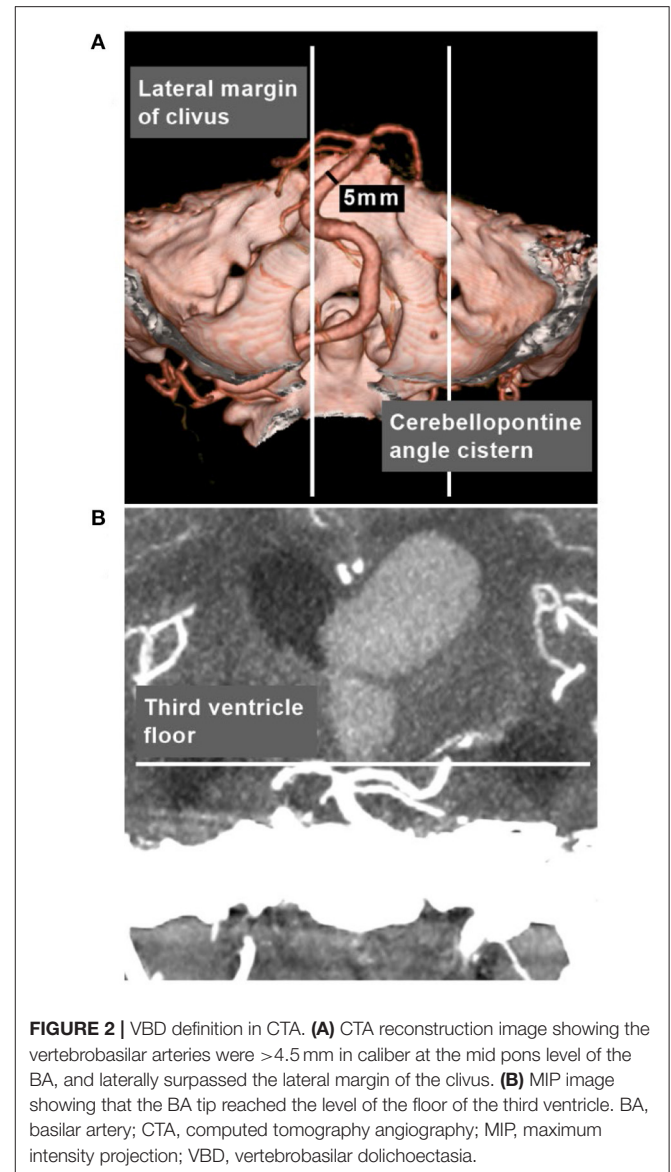 A
Lateral margin
of clivus
5mm
Cerebellopontine
angle cistern
B
Third ventricle
floor
FIGURE 2 | VBD definition in CTA. (A) CTA reconstruction image showing the
vertebrobasilar arteries were >4.5 mm in caliber at the mid pons level of the
BA, and laterally surpassed the lateral margin of the clivus. (B) MIP image
showing that the BA tip reached the level of the floor of the third ventricle. BA,
basilar artery; CTA, computed tomography angiography; MIP, maximum
intensity projection; VBD, vertebrobasilar dolichoectasia.